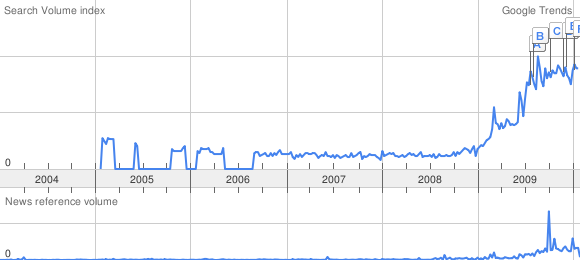 Search Volume index Google Trends
B
A
C
E
F
0
2004 2005 2006 2007 2008 2009
News reference volume
0